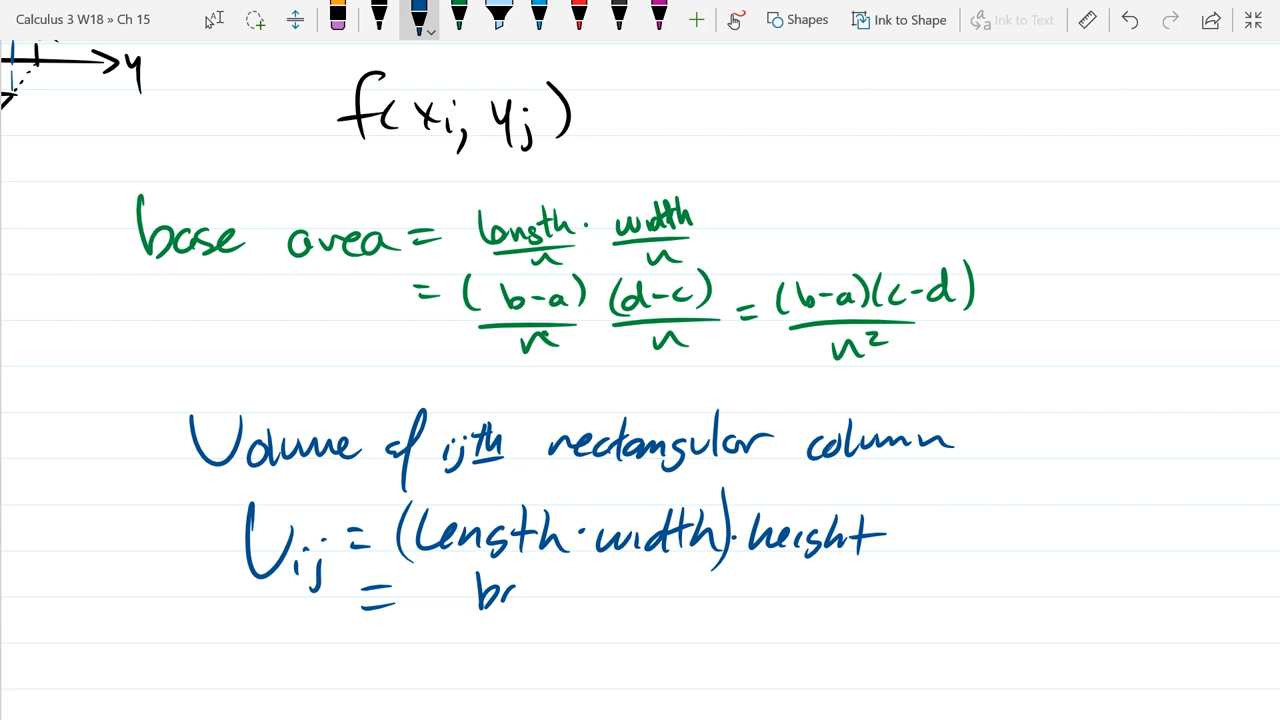 Calculus 3 W18 » Ch 15
Shapes
Ink to Shape
Ink to Text
y
f(xi, yj)
base area = length/n · width/n
= (b-a)/n (d-c)/n = (b-a)(c-d)/n²
Volume of ijth rectangular column
Vij = (length · width) · height
= ba